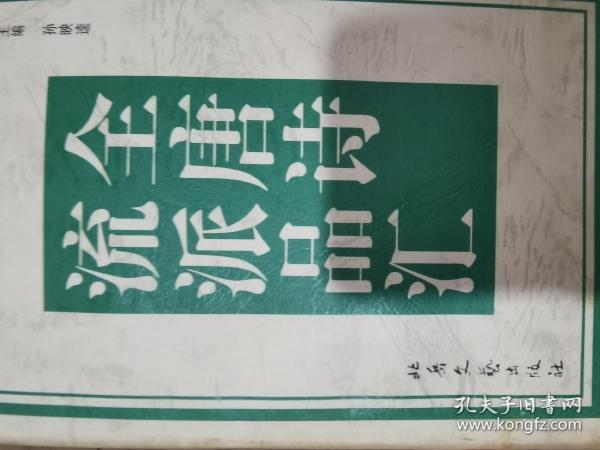 主编 孙映逵
全唐诗
流派品汇
北岳文艺出版社
孔夫子旧书网
www.kongfz.com